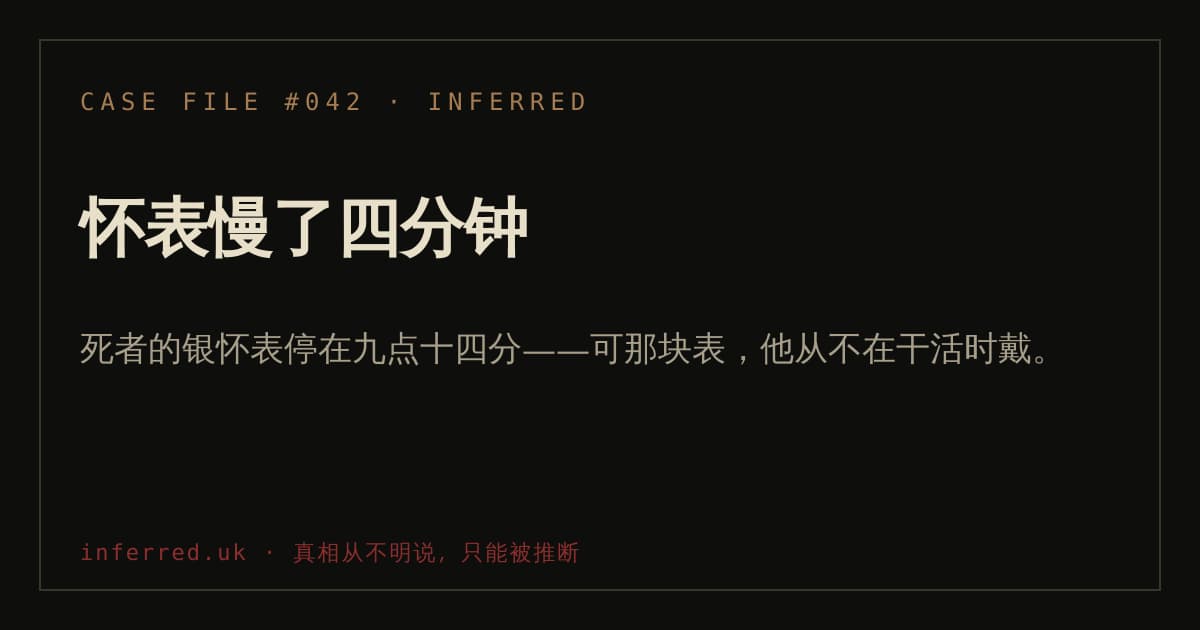 CASE FILE #042 · INFERRED
怀表慢了四分钟
死者的银怀表停在九点十四分——可那块表，他从不在干活时戴。
inferred.uk · 真相从不明说，只能被推断